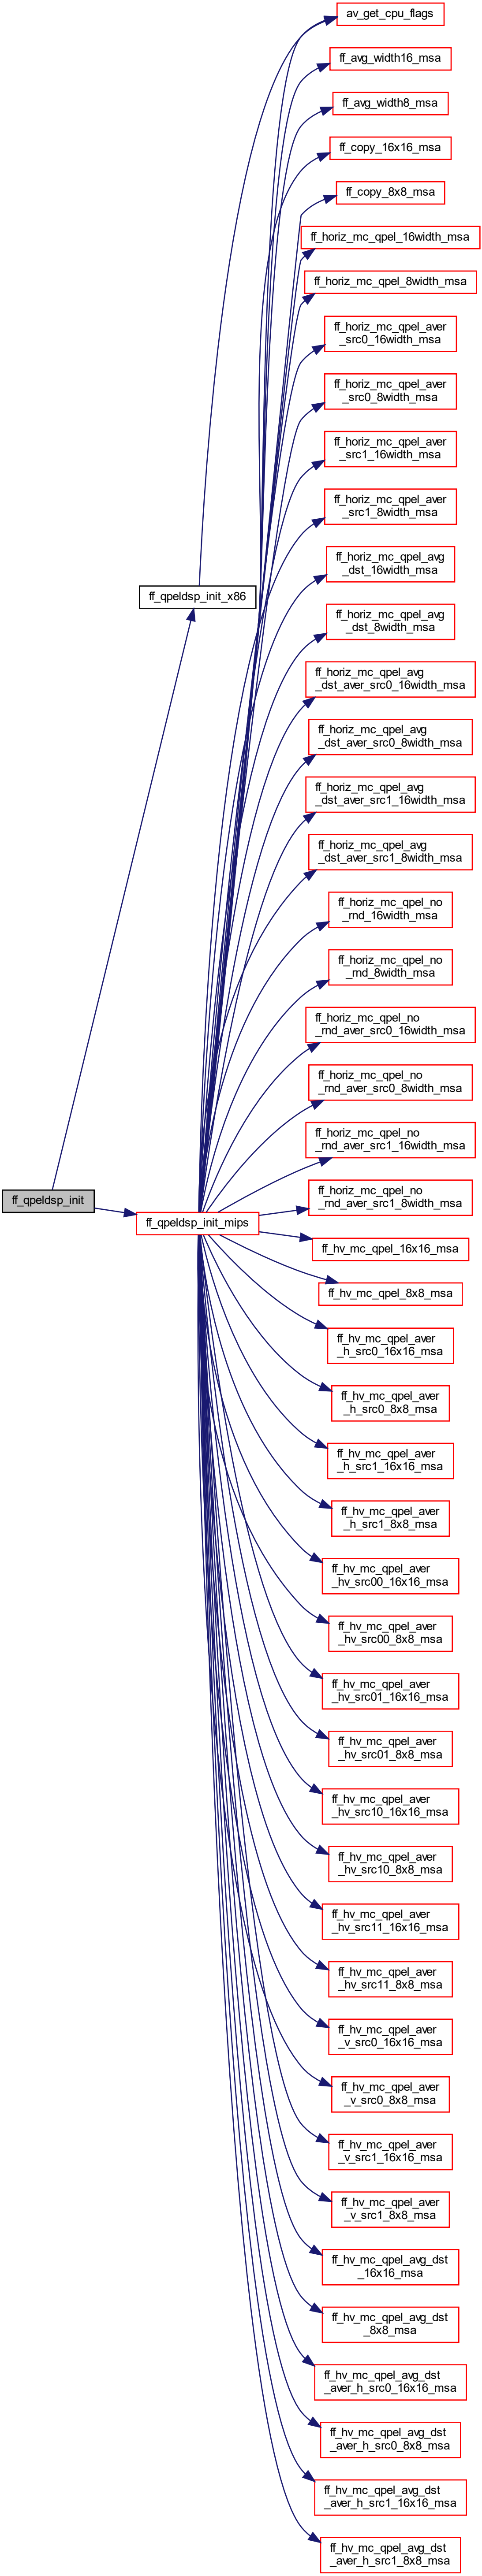 av_get_cpu_flags
ff_avg_width16_msa
ff_avg_width8_msa
ff_copy_16x16_msa
ff_copy_8x8_msa
ff_horiz_mc_qpel_16width_msa
ff_horiz_mc_qpel_8width_msa
ff_horiz_mc_qpel_aver
_src0_16width_msa
ff_horiz_mc_qpel_aver
_src0_8width_msa
ff_horiz_mc_qpel_aver
_src1_16width_msa
ff_horiz_mc_qpel_aver
_src1_8width_msa
ff_horiz_mc_qpel_avg
_dst_16width_msa
ff_qpeldsp_init_x86
ff_horiz_mc_qpel_avg
_dst_8width_msa
ff_horiz_mc_qpel_avg
_dst_aver_src0_16width_msa
ff_horiz_mc_qpel_avg
_dst_aver_src0_8width_msa
ff_horiz_mc_qpel_avg
_dst_aver_src1_16width_msa
ff_horiz_mc_qpel_avg
_dst_aver_src1_8width_msa
ff_horiz_mc_qpel_no
_rnd_16width_msa
ff_horiz_mc_qpel_no
_rnd_8width_msa
ff_horiz_mc_qpel_no
_rnd_aver_src0_16width_msa
ff_horiz_mc_qpel_no
_rnd_aver_src0_8width_msa
ff_horiz_mc_qpel_no
_rnd_aver_src1_16width_msa
ff_qpeldsp_init
ff_horiz_mc_qpel_no
_rnd_aver_src1_8width_msa
ff_qpeldsp_init_mips
ff_hv_mc_qpel_16x16_msa
ff_hv_mc_qpel_8x8_msa
ff_hv_mc_qpel_aver
_h_src0_16x16_msa
ff_hv_mc_qpel_aver
_h_src0_8x8_msa
ff_hv_mc_qpel_aver
_h_src1_16x16_msa
ff_hv_mc_qpel_aver
_h_src1_8x8_msa
ff_hv_mc_qpel_aver
_hv_src00_16x16_msa
ff_hv_mc_qpel_aver
_hv_src00_8x8_msa
ff_hv_mc_qpel_aver
_hv_src01_16x16_msa
ff_hv_mc_qpel_aver
_hv_src01_8x8_msa
ff_hv_mc_qpel_aver
_hv_src10_16x16_msa
ff_hv_mc_qpel_aver
_hv_src10_8x8_msa
ff_hv_mc_qpel_aver
_hv_src11_16x16_msa
ff_hv_mc_qpel_aver
_hv_src11_8x8_msa
ff_hv_mc_qpel_aver
_v_src0_16x16_msa
ff_hv_mc_qpel_aver
_v_src0_8x8_msa
ff_hv_mc_qpel_aver
_v_src1_16x16_msa
ff_hv_mc_qpel_aver
_v_src1_8x8_msa
ff_hv_mc_qpel_avg_dst
_16x16_msa
ff_hv_mc_qpel_avg_dst
_8x8_msa
ff_hv_mc_qpel_avg_dst
_aver_h_src0_16x16_msa
ff_hv_mc_qpel_avg_dst
_aver_h_src0_8x8_msa
ff_hv_mc_qpel_avg_dst
_aver_h_src1_16x16_msa
ff_hv_mc_qpel_avg_dst
_aver_h_src1_8x8_msa